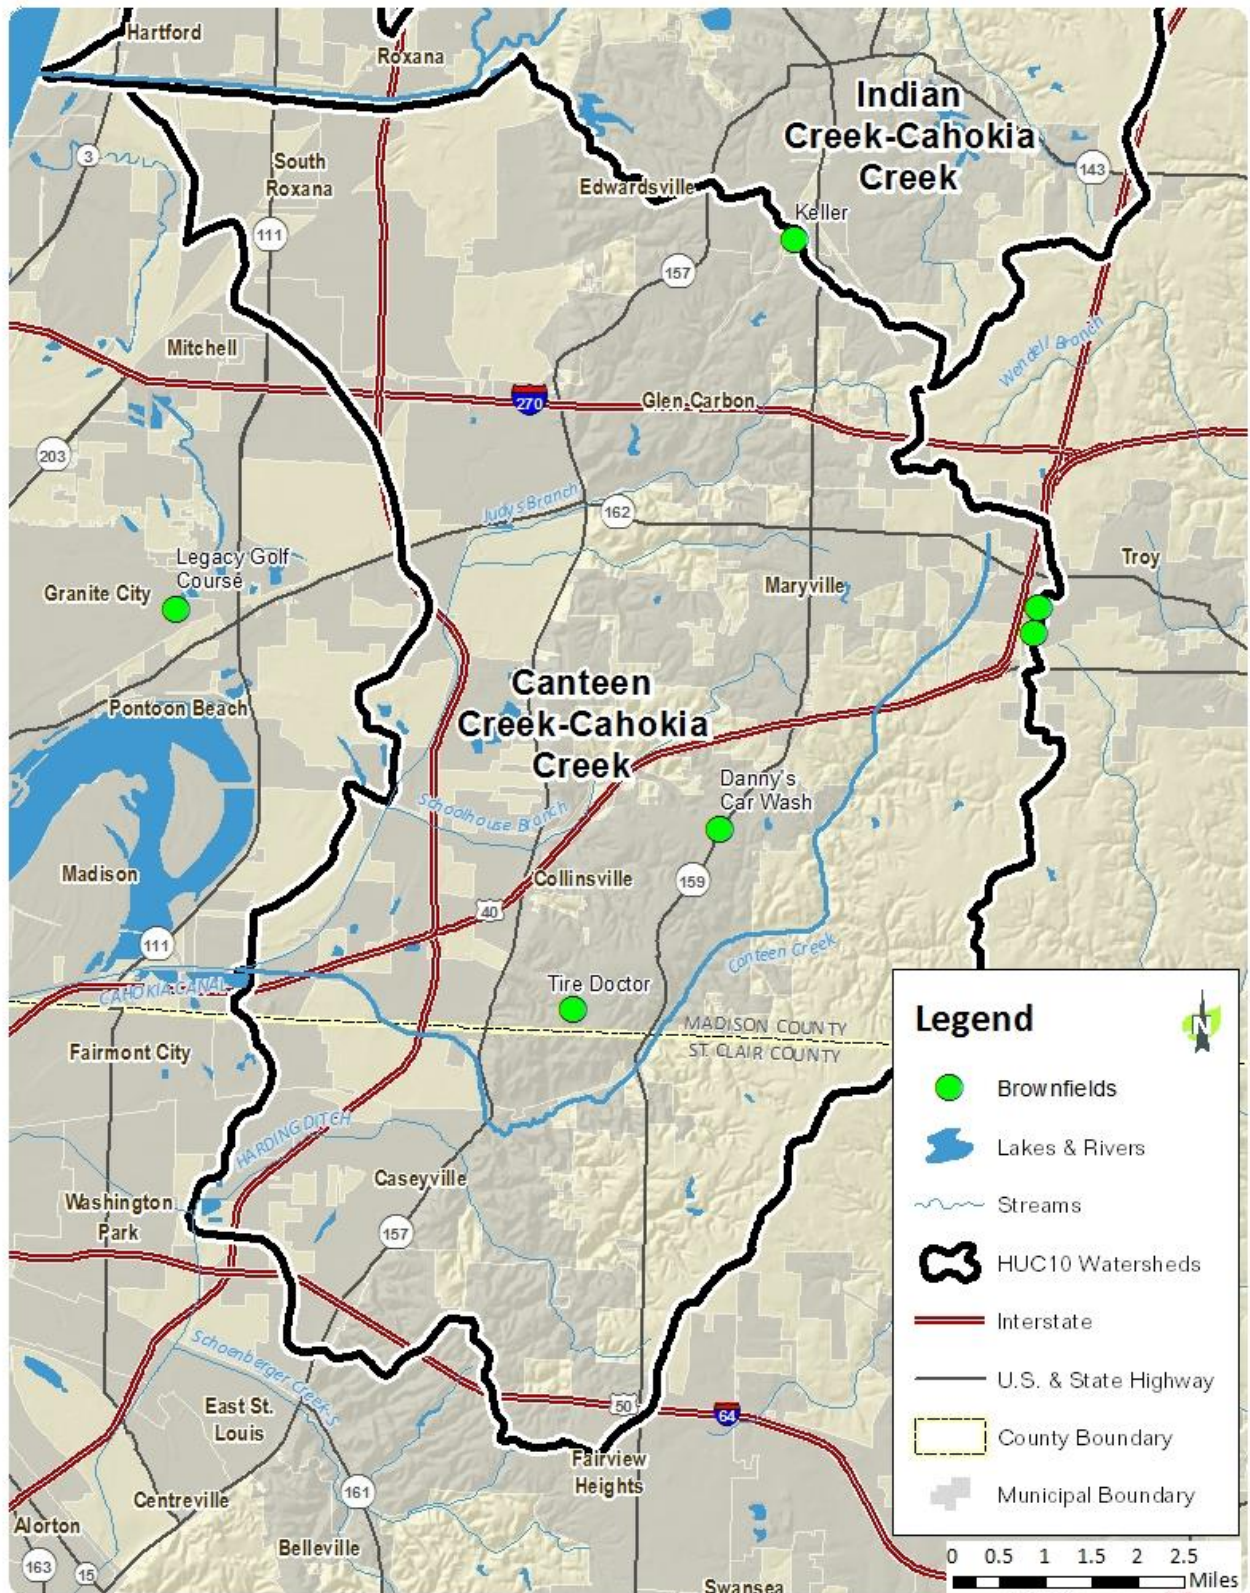 Hartford
Roxana
Indian
Creek-Cahokia
Creek
3
South
Roxana
143
Edwardsville
Keller
111
157
Mitchell
Wendell Branch
270
Glen Carbon
203
Judys Branch
162
Legacy Golf
Course
Troy
Granite City
Maryville
Canteen
Creek-Cahokia
Creek
Pontoon Beach
Danny's
Car Wash
Schoolhouse Branch
Madison
Collinsville
159
40
111
Canteen Creek
CAHOKIA CANAL
Tire Doctor
MADISON COUNTY
ST. CLAIR COUNTY
Fairmont City
HARDING DITCH
Caseyville
Washington
Park
157
Schoenberger Creek-S
East St.
Louis
50
64
Fairview
Heights
Centreville
161
Alorton
Belleville
163
15
Swansea
Legend
N
Brownfields
Lakes & Rivers
Streams
HUC10 Watersheds
Interstate
U.S. & State Highway
County Boundary
Municipal Boundary
0 0.5 1 1.5 2 2.5
Miles